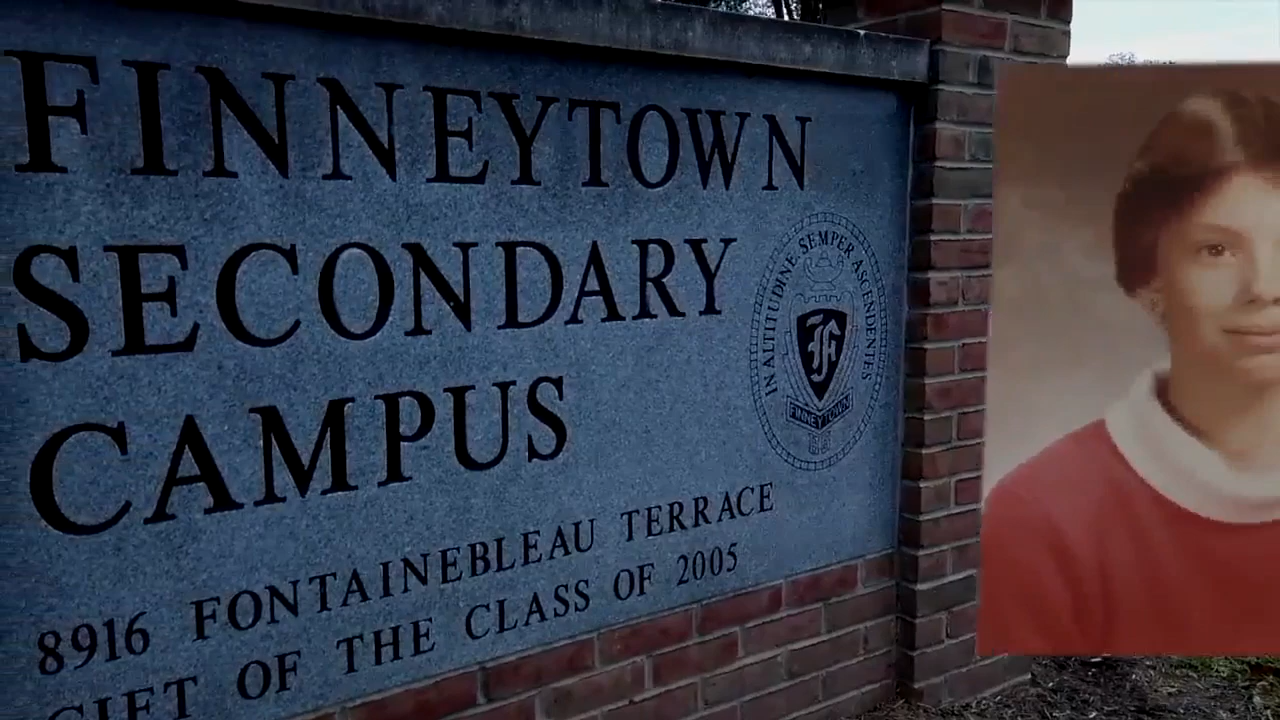 FINNEYTOWN
SECONDARY
CAMPUS
IN ALTITUDINE SEMPER ASCENDENTES
F
FINNEYTOWN
8916 FONTAINEBLEAU TERRACE
GIFT OF THE CLASS OF 2005